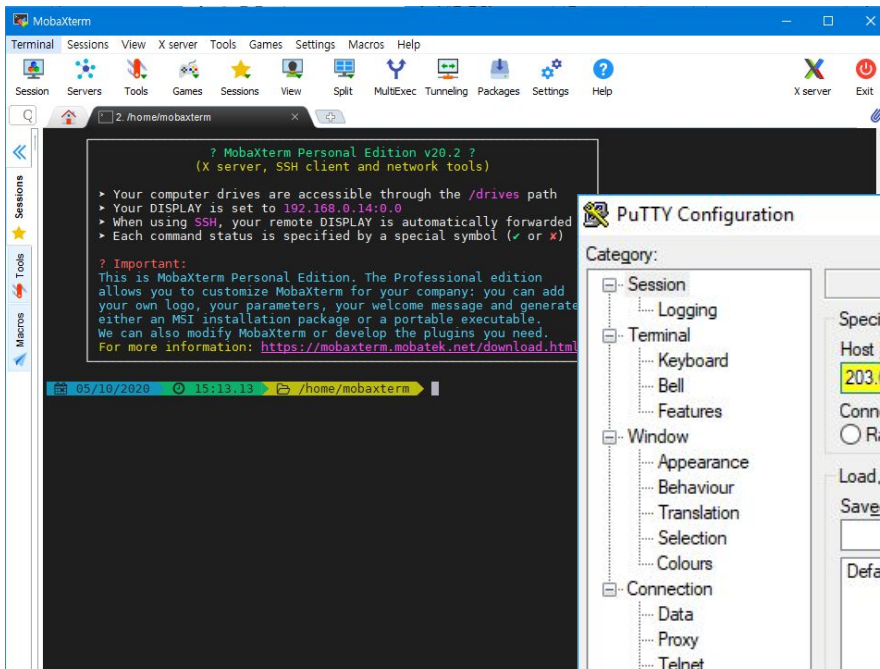 MobaXterm
Terminal Sessions View X server Tools Games Settings Macros Help
Session Servers Tools Games Sessions View Split MultiExec Tunneling Packages Settings Help X server Exit
2. /home/mobaxterm
Sessions
Tools
Macros
? MobaXterm Personal Edition v20.2 ?
(X server, SSH client and network tools)
➤ Your computer drives are accessible through the /drives path
➤ Your DISPLAY is set to 192.168.0.14:0.0
➤ When using SSH, your remote DISPLAY is automatically forwarded
➤ Each command status is specified by a special symbol (✔ or ✘)
? Important:
This is MobaXterm Personal Edition. The Professional edition
allows you to customize MobaXterm for your company: you can add
your own logo, your parameters, your welcome message and generate
either an MSI installation package or a portable executable.
We can also modify MobaXterm or develop the plugins you need.
For more information: https://mobaxterm.mobatek.net/download.html
05/10/2020 15:13.13 /home/mobaxterm
PuTTY Configuration
Category:
Session
Logging
Terminal
Keyboard
Bell
Features
Window
Appearance
Behaviour
Translation
Selection
Colours
Connection
Data
Proxy
Telnet
Speci
Host
203.
Conn
Ra
Load,
Save
Defa